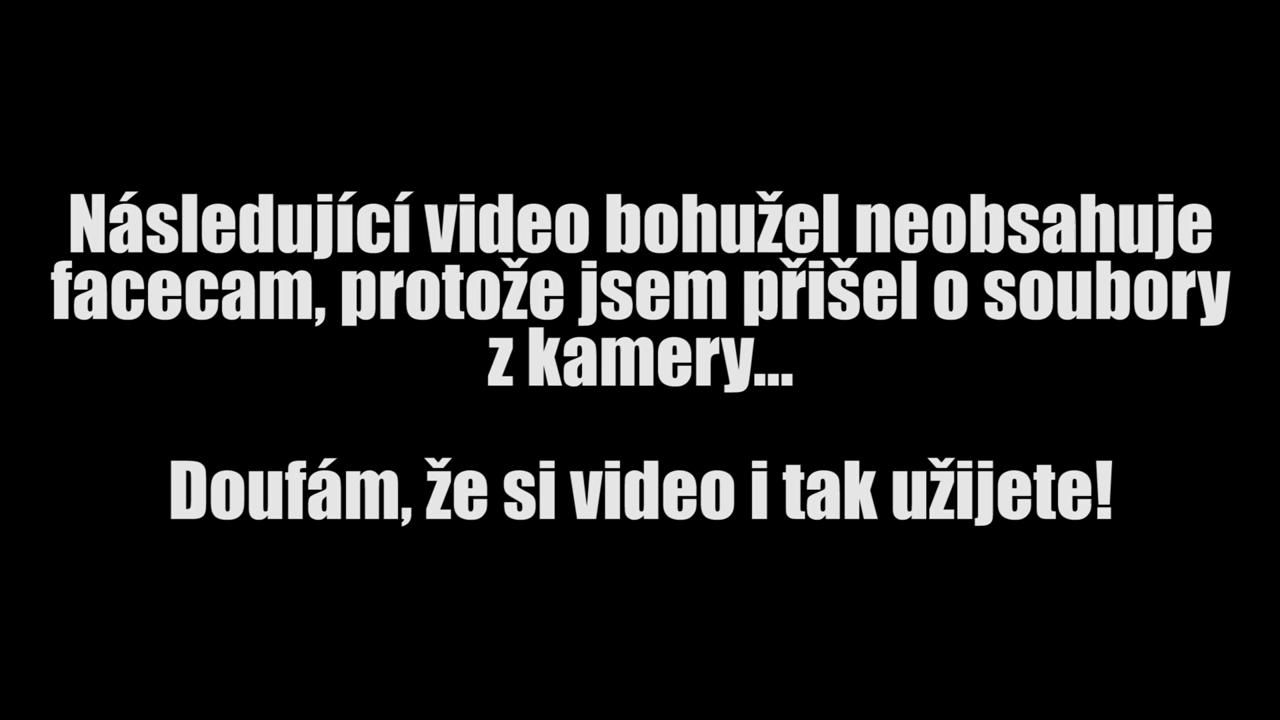 Následující video bohužel neobsahuje
facecam, protože jsem přišel o soubory
z kamery...
Doufám, že si video i tak užijete!